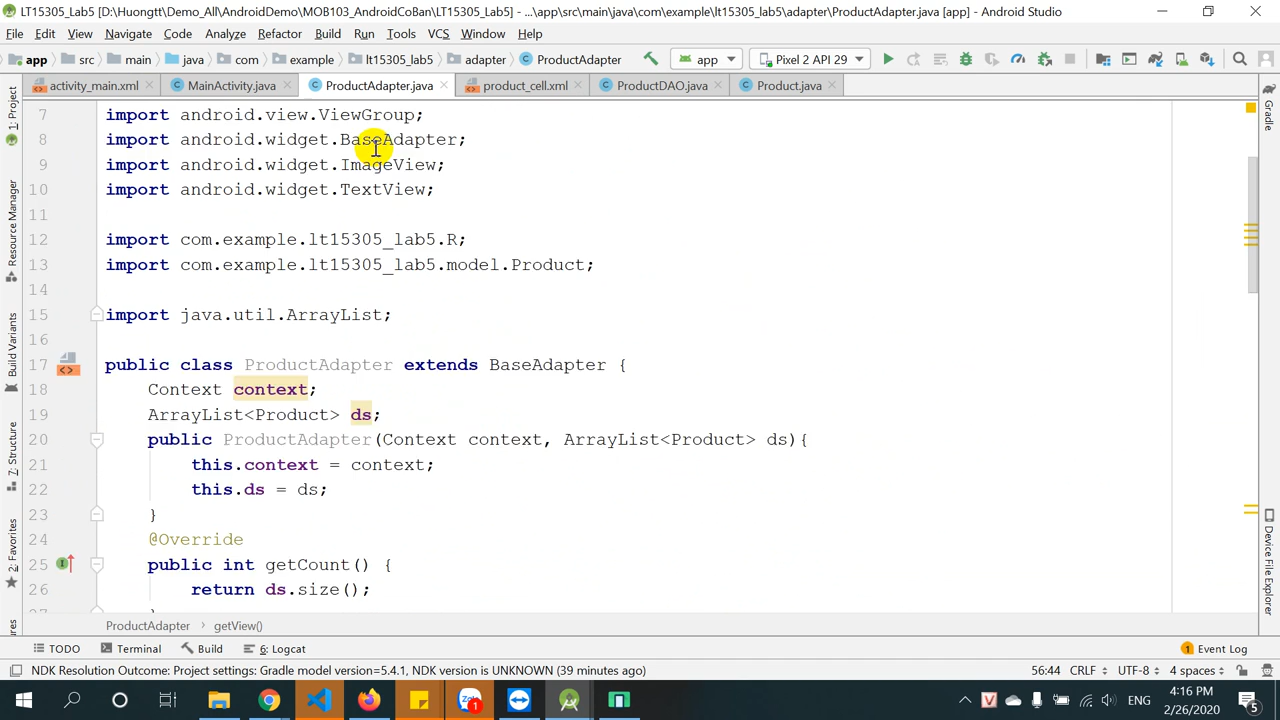 LT15305_Lab5 [D:\Huongtt\Demo_All\AndroidDemo\MOB103_AndroidCoBan\LT15305_Lab5] - ...\app\src\main\java\com\example\lt15305_lab5\adapter\ProductAdapter.java [app] - Android Studio
File Edit View Navigate Code Analyze Refactor Build Run Tools VCS Window Help
app src main java com example lt15305_lab5 adapter ProductAdapter app Pixel 2 API 29
activity_main.xml MainActivity.java ProductAdapter.java product_cell.xml ProductDAO.java Product.java
1: Project
Resource Manager
Build Variants
7: Structure
2: Favorites
7 import android.view.ViewGroup;
8 import android.widget.BaseAdapter;
9 import android.widget.ImageView;
10 import android.widget.TextView;
11
12 import com.example.lt15305_lab5.R;
13 import com.example.lt15305_lab5.model.Product;
14
15 import java.util.ArrayList;
16
17 public class ProductAdapter extends BaseAdapter {
18 Context context;
19 ArrayList<Product> ds;
20 public ProductAdapter(Context context, ArrayList<Product> ds){
21 this.context = context;
22 this.ds = ds;
23 }
24 @Override
25 public int getCount() {
26 return ds.size();
Gradle
Device File Explorer
ProductAdapter getView()
TODO Terminal Build 6: Logcat 1 Event Log
NDK Resolution Outcome: Project settings: Gradle model version=5.4.1, NDK version is UNKNOWN (39 minutes ago) 56:44 CRLF UTF-8 4 spaces
ENG 4:16 PM
2/26/2020 5